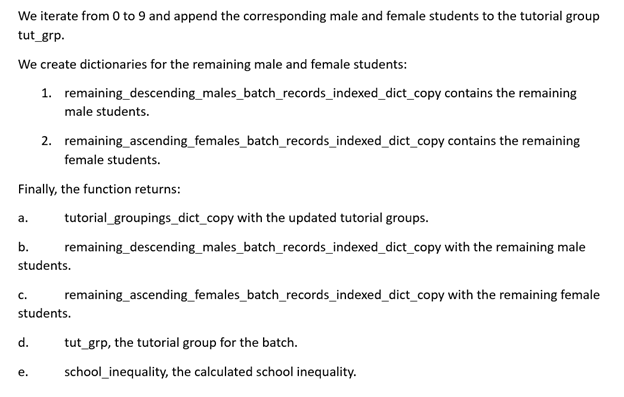 We iterate from 0 to 9 and append the corresponding male and female students to the tutorial group
tut_grp.
We create dictionaries for the remaining male and female students:
1. remaining_descending_males_batch_records_indexed_dict_copy contains the remaining
male students.
2. remaining_ascending_females_batch_records_indexed_dict_copy contains the remaining
female students.
Finally, the function returns:
a. tutorial_groupings_dict_copy with the updated tutorial groups.
b. remaining_descending_males_batch_records_indexed_dict_copy with the remaining male
students.
c. remaining_ascending_females_batch_records_indexed_dict_copy with the remaining female
students.
d. tut_grp, the tutorial group for the batch.
e. school_inequality, the calculated school inequality.